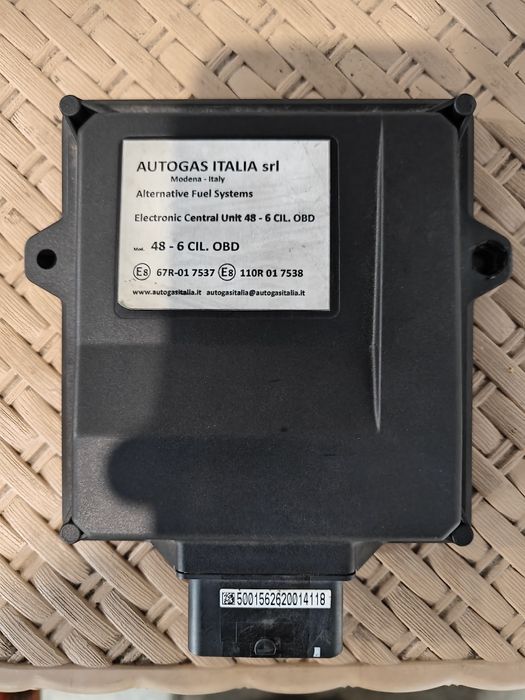 AUTOGAS ITALIA srl
Modena - Italy
Alternative Fuel Systems
Electronic Central Unit 48 - 6 CIL. OBD
Mod. 48 - 6 CIL. OBD
E8 67R-01 7537 E8 110R 01 7538
www.autogasitalia.it autogasitalia@autogasitalia.it
5001562620014118